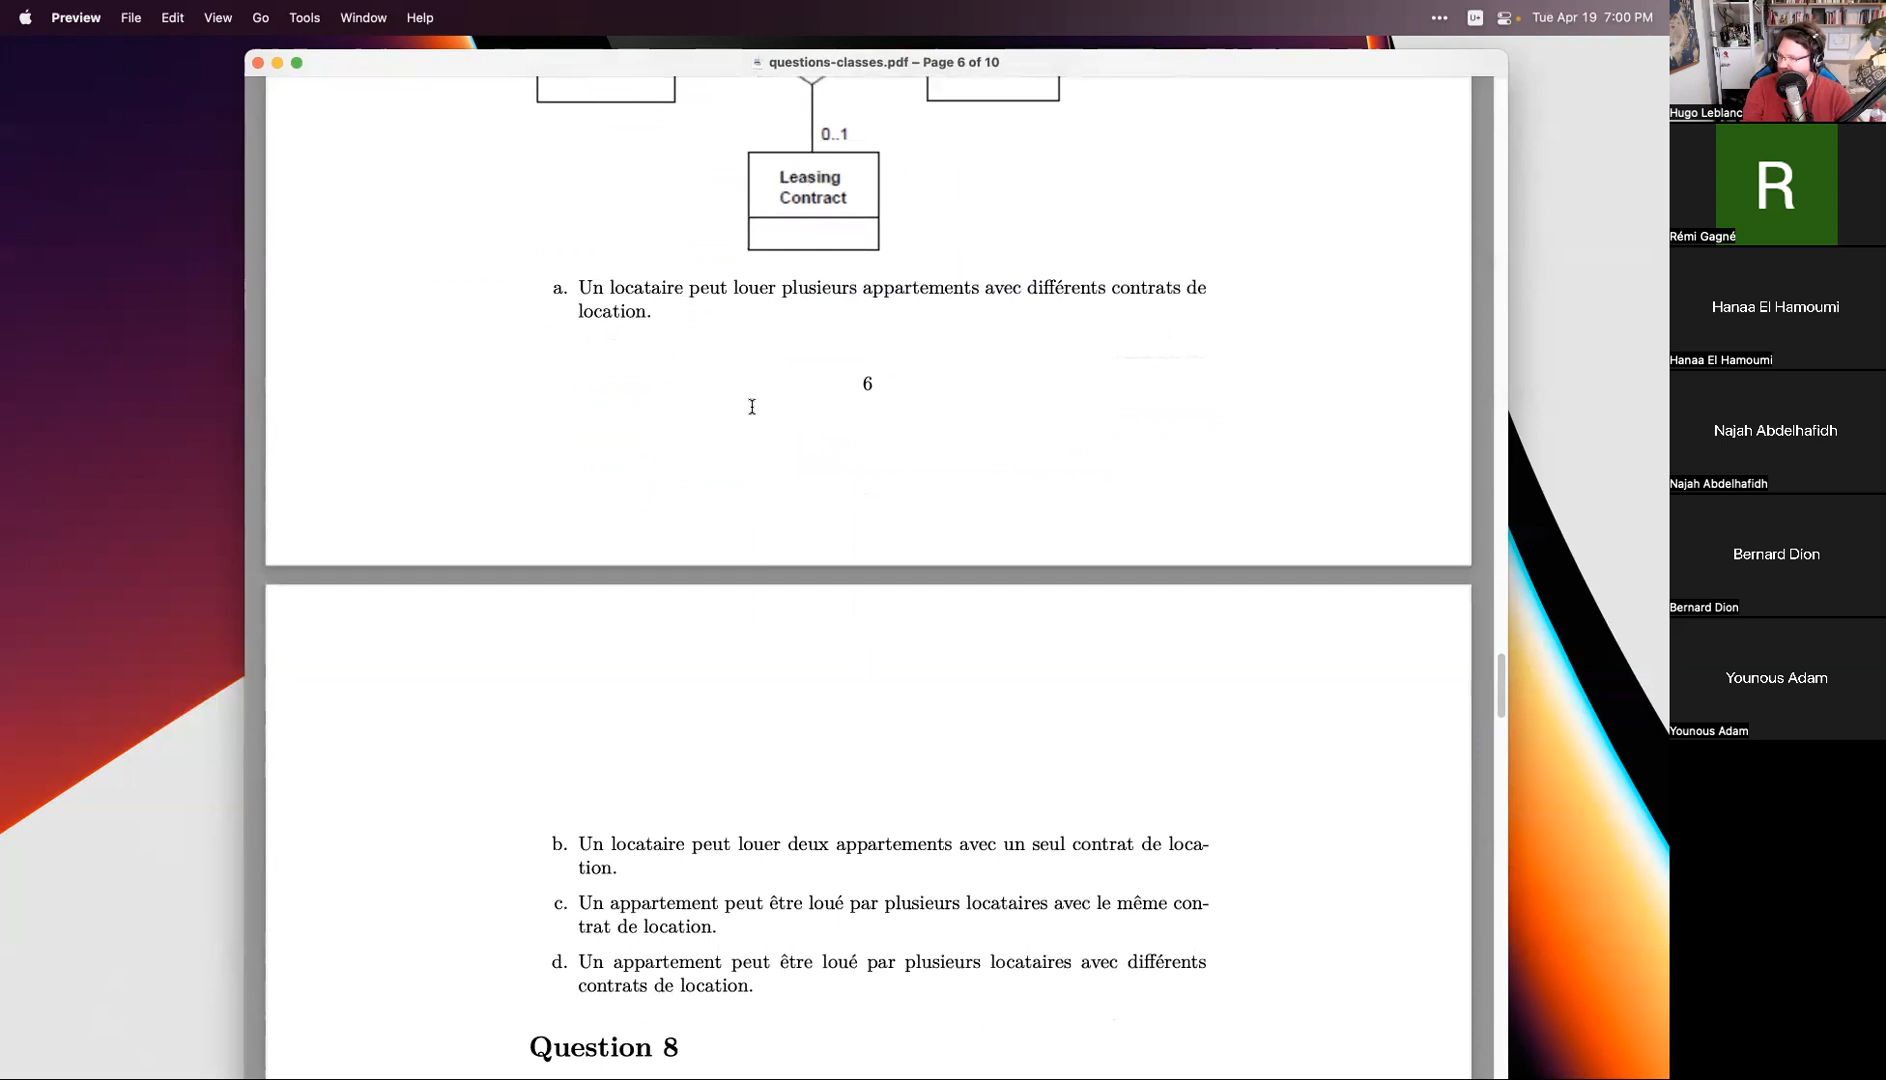 Preview File Edit View Go Tools Window Help
Tue Apr 19 7:00 PM
questions-classes.pdf – Page 6 of 10
0..1
Leasing
Contract
a. Un locataire peut louer plusieurs appartements avec différents contrats de
location.
6
b. Un locataire peut louer deux appartements avec un seul contrat de loca-
tion.
c. Un appartement peut être loué par plusieurs locataires avec le même con-
trat de location.
d. Un appartement peut être loué par plusieurs locataires avec différents
contrats de location.
Question 8
Hugo Leblanc
R
Rémi Gagné
Hanaa El Hamoumi
Hanaa El Hamoumi
Najah Abdelhafidh
Najah Abdelhafidh
Bernard Dion
Bernard Dion
Younous Adam
Younous Adam